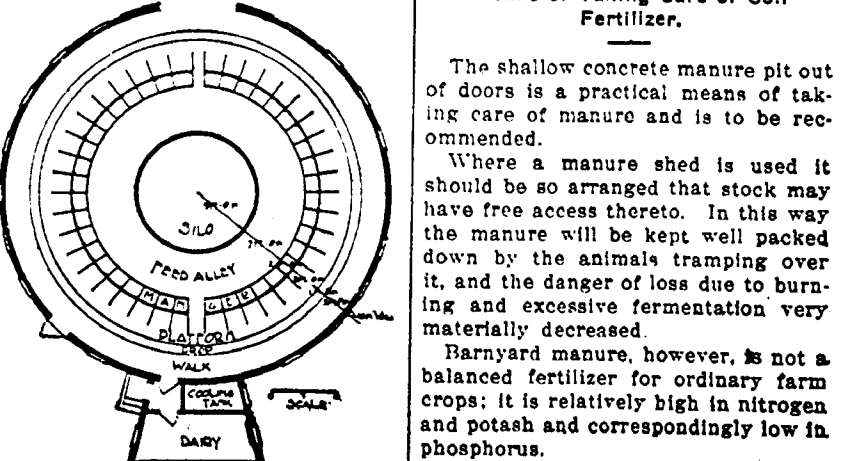 SILO
FEED ALLEY
MANGER
PLATFORM
DROP
WALK
COOLING
TANK
SCALE
DAIRY
Fertilizer.
The shallow concrete manure pit out
of doors is a practical means of tak-
ing care of manure and is to be rec-
ommended.
Where a manure shed is used it
should be so arranged that stock may
have free access thereto. In this way
the manure will be kept well packed
down by the animals tramping over
it, and the danger of loss due to burn-
ing and excessive fermentation very
materially decreased.
Barnyard manure, however, is not a
balanced fertilizer for ordinary farm
crops; it is relatively high in nitrogen
and potash and correspondingly low in
phosphorus.